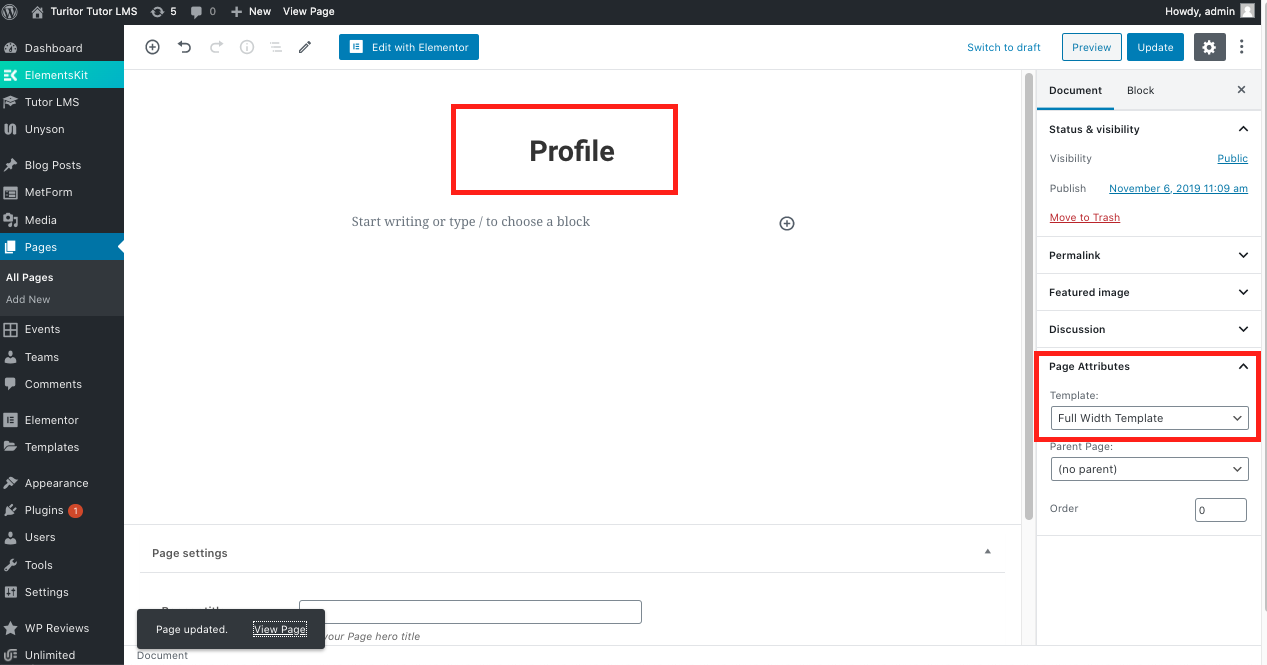 Turitor Tutor LMS 5 0 New View Page Howdy, admin
Dashboard
ElementsKit
Tutor LMS
Unyson
Blog Posts
MetForm
Media
Pages
All Pages
Add New
Events
Teams
Comments
Elementor
Templates
Appearance
Plugins 1
Users
Tools
Settings
WP Reviews
Unlimited
Edit with Elementor
Switch to draft Preview Update
Profile
Start writing or type / to choose a block
Page settings
your Page hero title
Page updated. View Page
Document
Document Block
Status & visibility
Visibility Public
Publish November 6, 2019 11:09 am
Move to Trash
Permalink
Featured image
Discussion
Page Attributes
Template:
Full Width Template
Parent Page:
(no parent)
Order 0